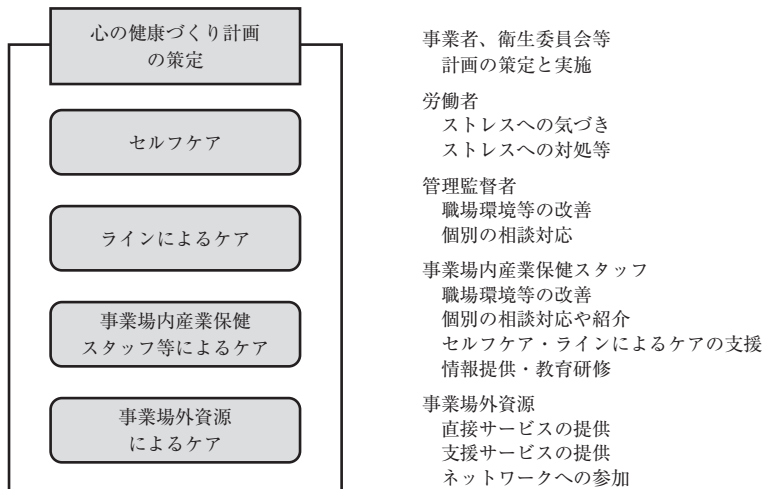 心の健康づくり計画
の策定
事業者、衛生委員会等
計画の策定と実施
セルフケア
労働者
ストレスへの気づき
ストレスへの対処等
ラインによるケア
管理監督者
職場環境等の改善
個別の相談対応
事業場内産業保健
スタッフ等によるケア
事業場内産業保健スタッフ
職場環境等の改善
個別の相談対応や紹介
セルフケア・ラインによるケアの支援
情報提供・教育研修
事業場外資源
によるケア
事業場外資源
直接サービスの提供
支援サービスの提供
ネットワークへの参加